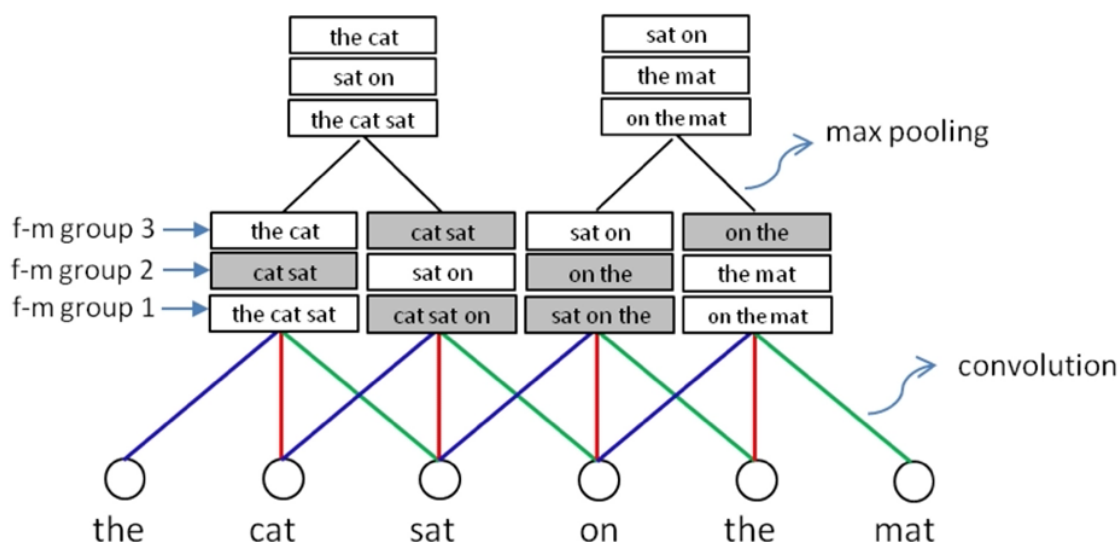 the cat
sat on
the cat sat
sat on
the mat
on the mat
max pooling
f-m group 3
the cat
cat sat
sat on
on the
f-m group 2
cat sat
sat on
on the
the mat
f-m group 1
the cat sat
cat sat on
sat on the
on the mat
convolution
the
cat
sat
on
the
mat